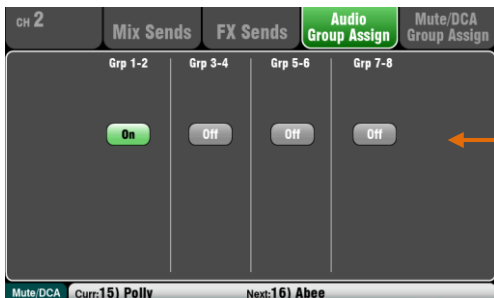 CH 2
Mix Sends
FX Sends
Audio
Group Assign
Mute/DCA
Group Assign
Grp 1-2
Grp 3-4
Grp 5-6
Grp 7-8
On
Off
Off
Off
Mute/DCA
Curr:15) Polly
Next:16) Abee